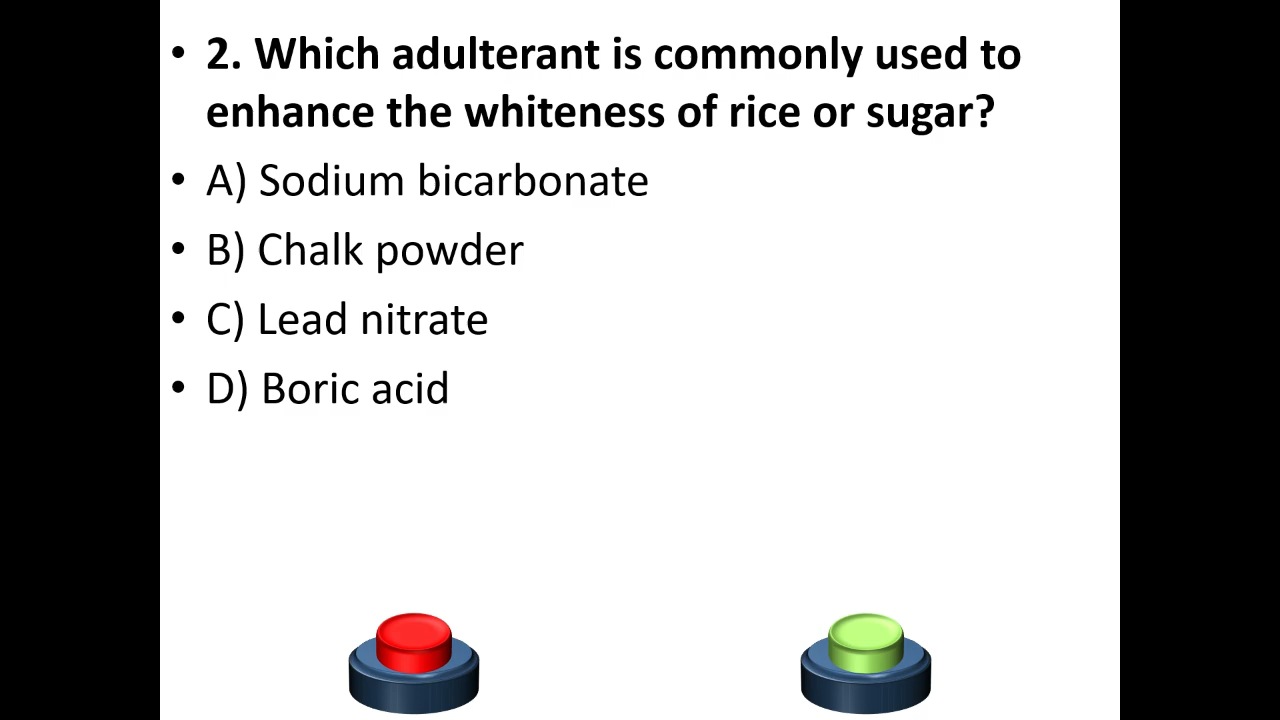 • 2. Which adulterant is commonly used to
enhance the whiteness of rice or sugar?
• A) Sodium bicarbonate
• B) Chalk powder
• C) Lead nitrate
• D) Boric acid